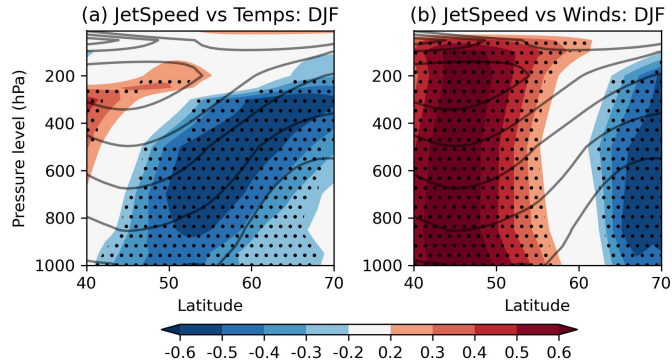 (a) JetSpeed vs Temps: DJF
(b) JetSpeed vs Winds: DJF
Pressure level (hPa)
200
400
600
800
1000
40 50 60 70
Latitude
200
400
600
800
1000
40 50 60 70
Latitude
-0.6 -0.5 -0.4 -0.3 -0.2 0.2 0.3 0.4 0.5 0.6